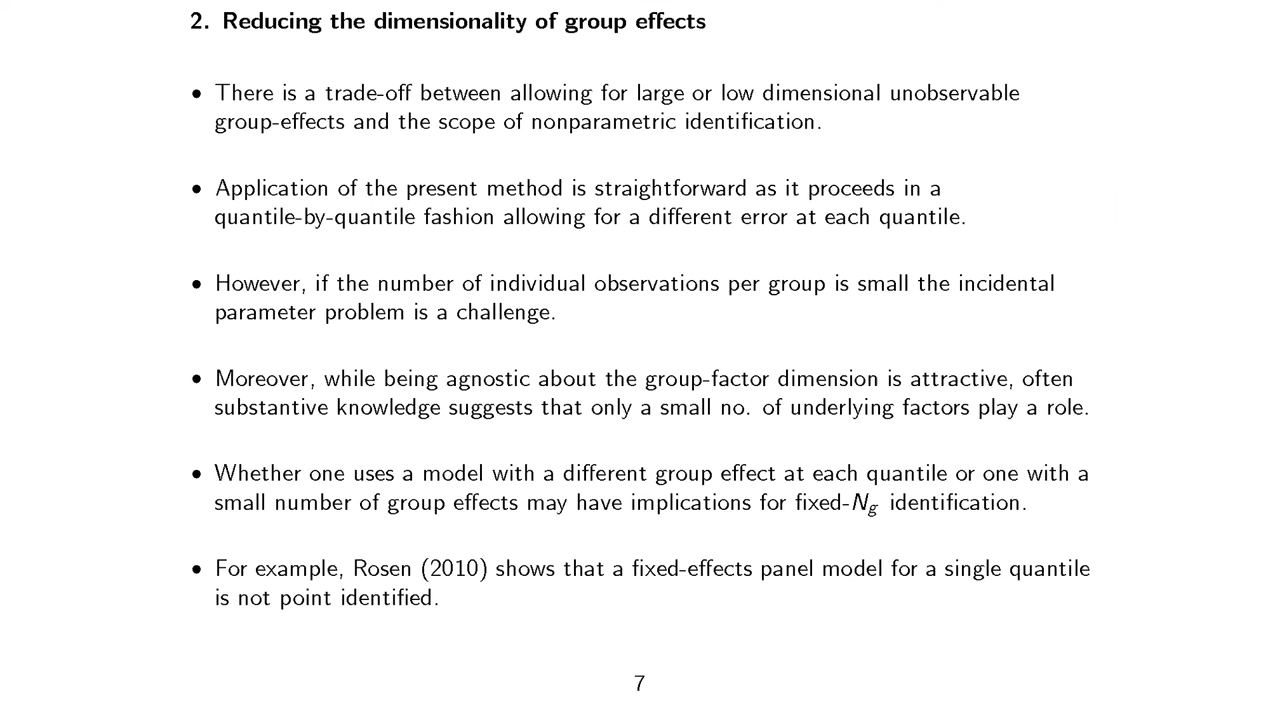 2. Reducing the dimensionality of group effects
• There is a trade-off between allowing for large or low dimensional unobservable
group-effects and the scope of nonparametric identification.
• Application of the present method is straightforward as it proceeds in a
quantile-by-quantile fashion allowing for a different error at each quantile.
• However, if the number of individual observations per group is small the incidental
parameter problem is a challenge.
• Moreover, while being agnostic about the group-factor dimension is attractive, often
substantive knowledge suggests that only a small no. of underlying factors play a role.
• Whether one uses a model with a different group effect at each quantile or one with a
small number of group effects may have implications for fixed-N_g identification.
• For example, Rosen (2010) shows that a fixed-effects panel model for a single quantile
is not point identified.
7